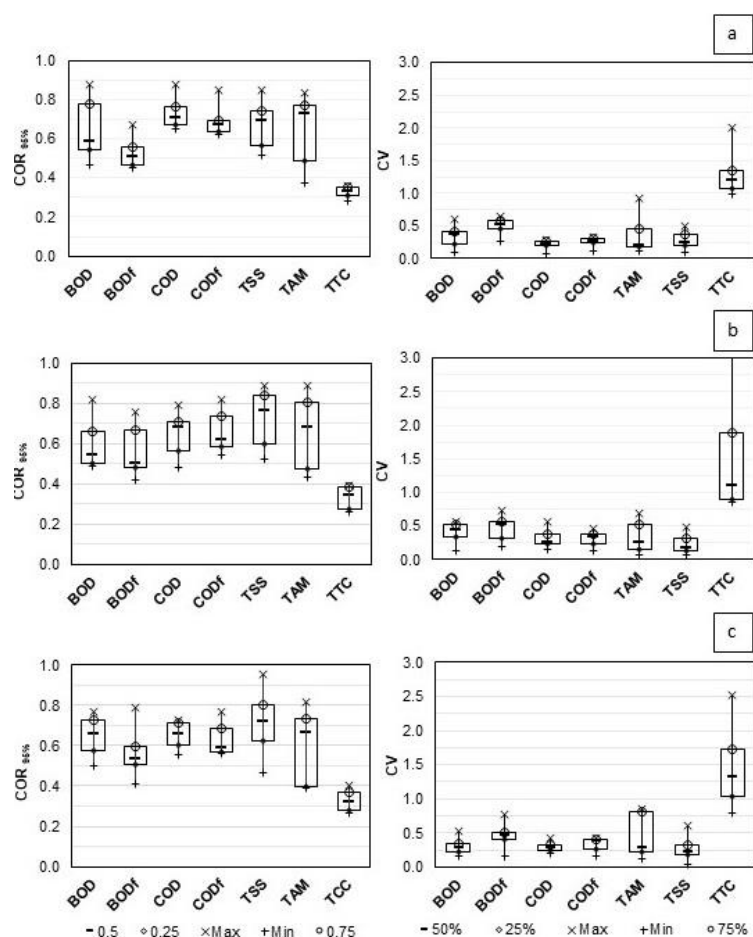 a
1.0
0.8
0.6
0.4
0.2
0.0
COR 95%
BOD BODf COD CODf TSS TAM TTC
3.0
2.5
2.0
1.5
1.0
0.5
0.0
CV
BOD BODf COD CODf TAM TSS TTC
b
1.0
0.8
0.6
0.4
0.2
0.0
COR 95%
BOD BODf COD CODf TSS TAM TTC
3.0
2.5
2.0
1.5
1.0
0.5
0.0
CV
BOD BODf COD CODf TAM TSS TTC
c
1.0
0.8
0.6
0.4
0.2
0.0
COR 95%
BOD BODf COD CODf TSS TAM TCC
0.5 0.25 Max Min 0.75
3.0
2.5
2.0
1.5
1.0
0.5
0.0
CV
BOD BODf COD CODf TAM TSS TTC
50% 25% Max Min 75%